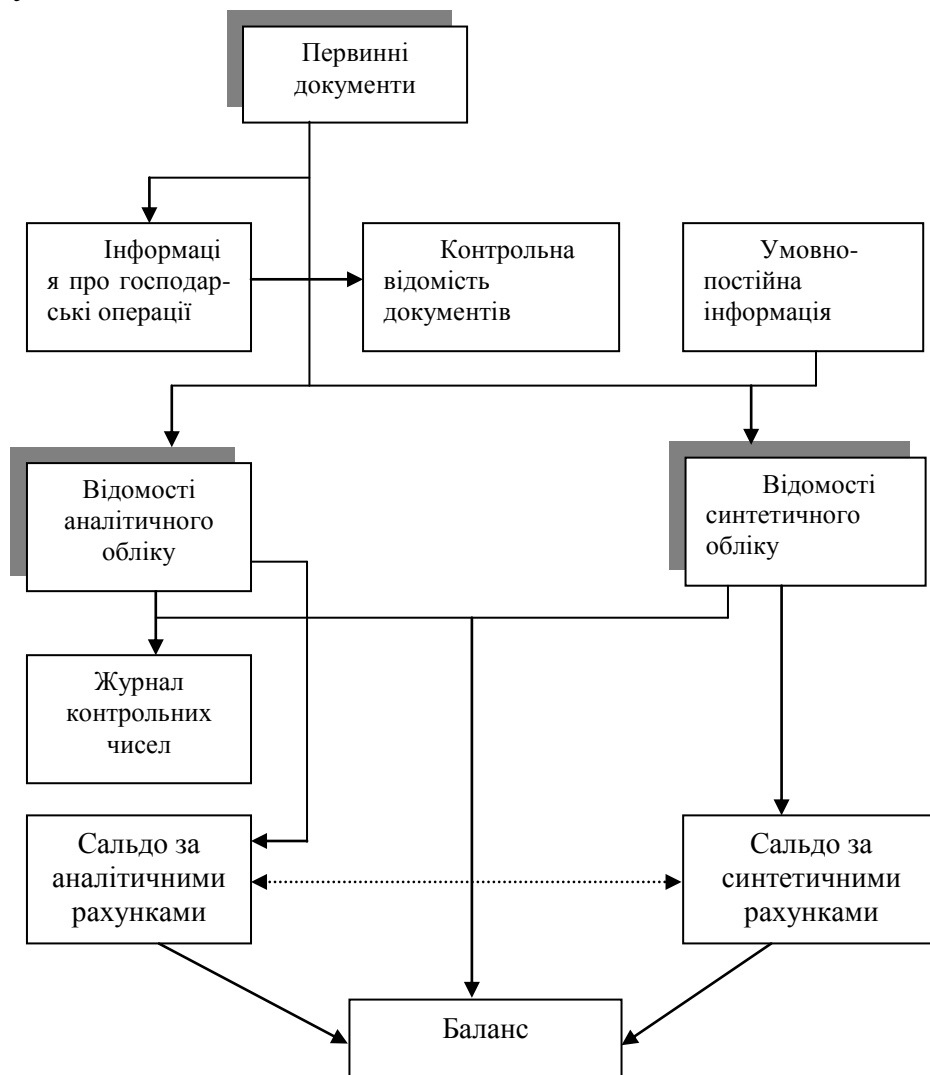 Первинні
документи
Інформаці
я про господар-
ські операції
Контрольна
відомість
документів
Умовно-
постійна
інформація
Відомості
аналітичного
обліку
Відомості
синтетичного
обліку
Журнал
контрольних
чисел
Сальдо за
аналітичними
рахунками
Сальдо за
синтетичними
рахунками
Баланс